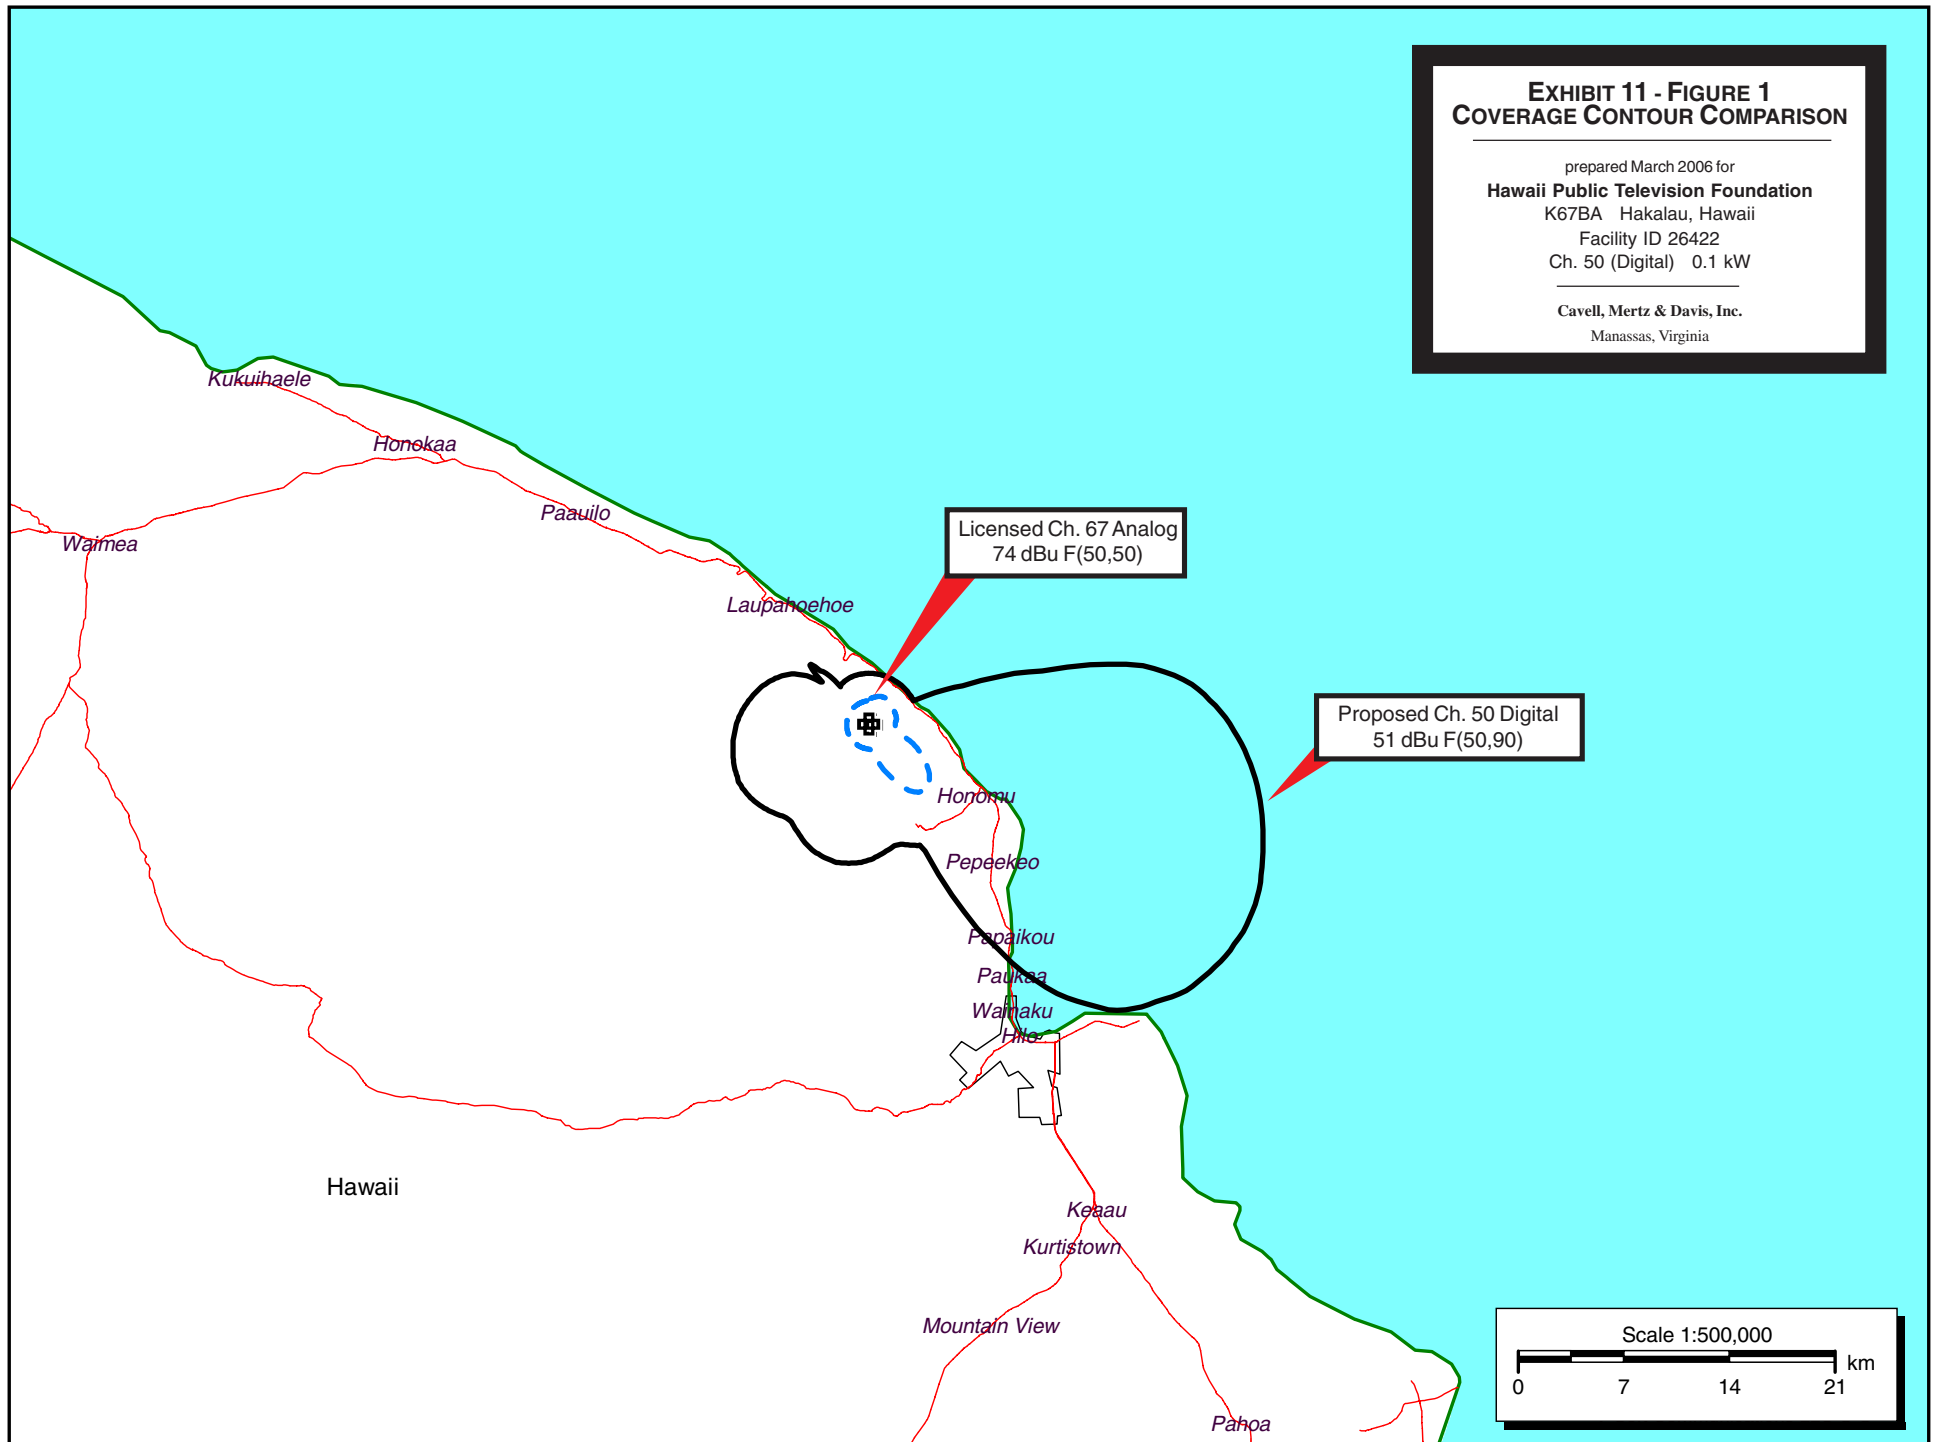 EXHIBIT 11 - FIGURE 1
COVERAGE CONTOUR COMPARISON
prepared March 2006 for
Hawaii Public Television Foundation
K67BA Hakalau, Hawaii
Facility ID 26422
Ch. 50 (Digital) 0.1 kW
Cavell, Mertz & Davis, Inc.
Manassas, Virginia
Kukuihaele
Honokaa
Paauilo
Waimea
Licensed Ch. 67 Analog
74 dBu F(50,50)
Laupahoehoe
Proposed Ch. 50 Digital
51 dBu F(50,90)
Honomu
Pepeekeo
Papaikou
Paukaa
Wainaku
Hilo
Hawaii
Keaau
Kurtistown
Mountain View
Pahoa
Scale 1:500,000
km
0 7 14 21